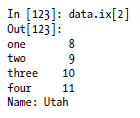 In [123]: data.ix[2]
Out[123]:
one 8
two 9
three 10
four 11
Name: Utah